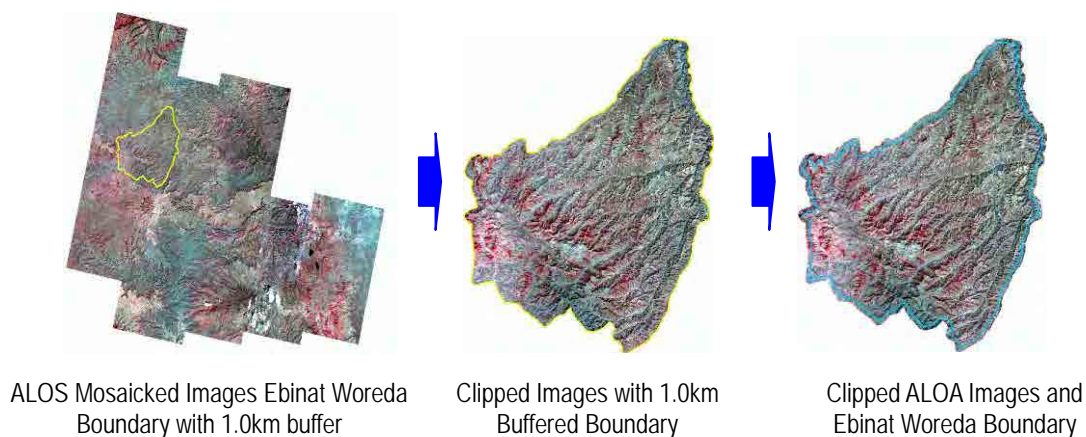 ALOS Mosaicked Images Ebinat Woreda
Boundary with 1.0km buffer
Clipped Images with 1.0km
Buffered Boundary
Clipped ALOA Images and
Ebinat Woreda Boundary